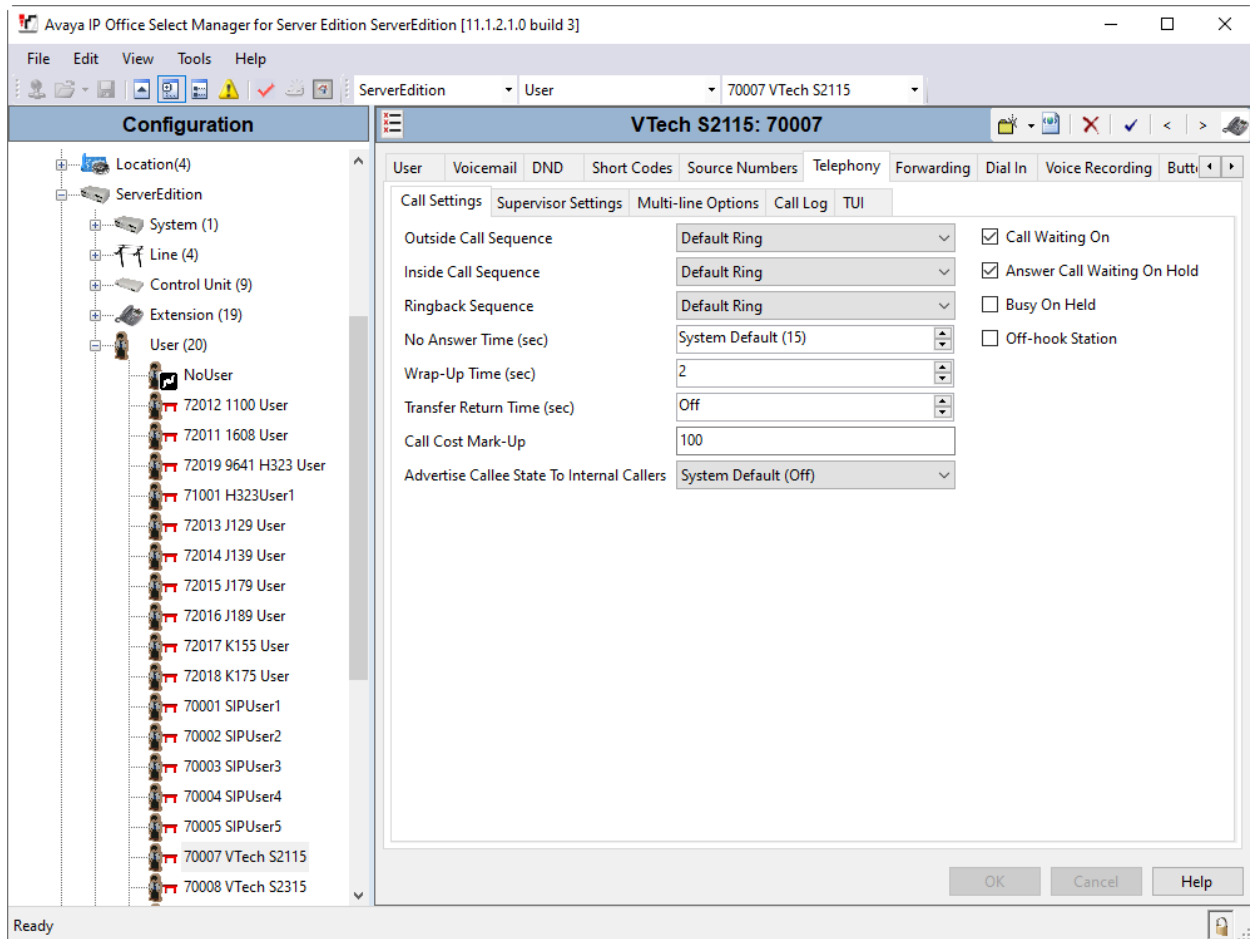 Avaya IP Office Select Manager for Server Edition ServerEdition [11.1.2.1.0 build 3]
File Edit View Tools Help
ServerEdition User 70007 VTech S2115
Configuration
Location(4)
ServerEdition
System (1)
Line (4)
Control Unit (9)
Extension (19)
User (20)
NoUser
72012 1100 User
72011 1608 User
72019 9641 H323 User
71001 H323User1
72013 J129 User
72014 J139 User
72015 J179 User
72016 J189 User
72017 K155 User
72018 K175 User
70001 SIPUser1
70002 SIPUser2
70003 SIPUser3
70004 SIPUser4
70005 SIPUser5
70007 VTech S2115
70008 VTech S2315
VTech S2115: 70007
User Voicemail DND Short Codes Source Numbers Telephony Forwarding Dial In Voice Recording Butt
Call Settings Supervisor Settings Multi-line Options Call Log TUI
Outside Call Sequence Default Ring
Inside Call Sequence Default Ring
Ringback Sequence Default Ring
No Answer Time (sec) System Default (15)
Wrap-Up Time (sec) 2
Transfer Return Time (sec) Off
Call Cost Mark-Up 100
Advertise Callee State To Internal Callers System Default (Off)
Call Waiting On
Answer Call Waiting On Hold
Busy On Held
Off-hook Station
OK Cancel Help
Ready